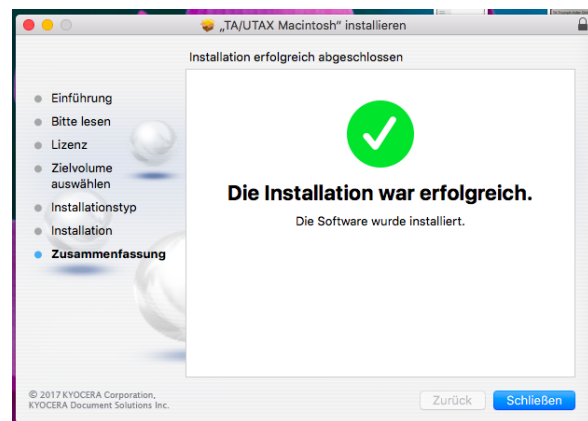 „TA/UTAX Macintosh“ installieren
Installation erfolgreich abgeschlossen
Einführung
Bitte lesen
Lizenz
Zielvolume
auswählen
Installationstyp
Installation
Zusammenfassung
Die Installation war erfolgreich.
Die Software wurde installiert.
© 2017 KYOCERA Corporation,
KYOCERA Document Solutions Inc.
Zurück
Schließen